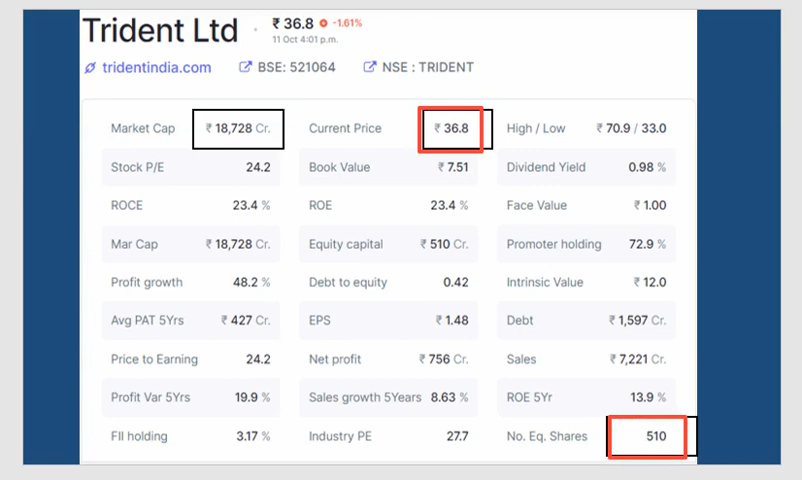 Trident Ltd
₹ 36.8 -1.61%
11 Oct 4:01 p.m.
tridentindia.com BSE: 521064 NSE : TRIDENT
Market Cap ₹ 18,728 Cr. Current Price ₹ 36.8 High / Low ₹ 70.9 / 33.0
Stock P/E 24.2 Book Value ₹ 7.51 Dividend Yield 0.98 %
ROCE 23.4 % ROE 23.4 % Face Value ₹ 1.00
Mar Cap ₹ 18,728 Cr. Equity capital ₹ 510 Cr. Promoter holding 72.9 %
Profit growth 48.2 % Debt to equity 0.42 Intrinsic Value ₹ 12.0
Avg PAT 5Yrs ₹ 427 Cr. EPS ₹ 1.48 Debt ₹ 1,597 Cr.
Price to Earning 24.2 Net profit ₹ 756 Cr. Sales ₹ 7,221 Cr.
Profit Var 5Yrs 19.9 % Sales growth 5Years 8.63 % ROE 5Yr 13.9 %
FII holding 3.17 % Industry PE 27.7 No. Eq. Shares 510